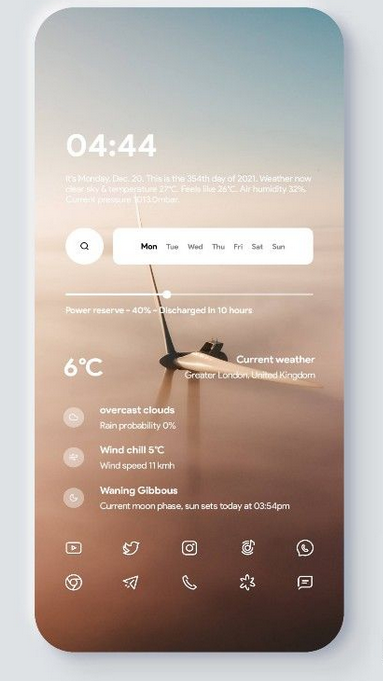 04:44
It's Monday, Dec. 20. This is the 354th day of 2021. Weather now
clear sky & temperature 27°C. Feels like 26°C. Air humidity 32%.
Current pressure 1013.0mbar.
Mon Tue Wed Thu Fri Sat Sun
Power reserve - 40% - Discharged In 10 hours
6°C
Current weather
Greater London, United Kingdom
overcast clouds
Rain probability 0%
Wind chill 5°C
Wind speed 11 kmh
Waning Gibbous
Current moon phase, sun sets today at 03:54pm